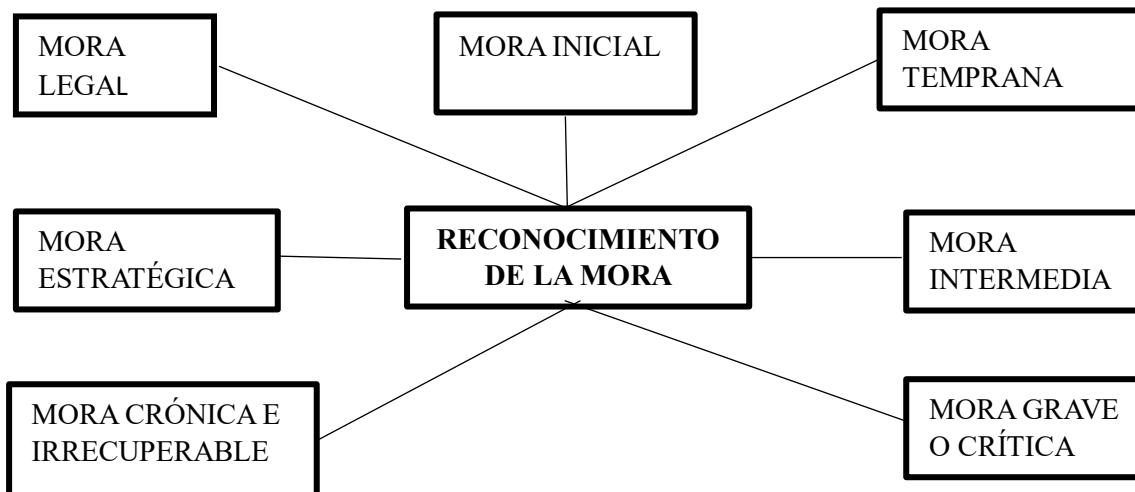 MORA
LEGAL
MORA INICIAL
MORA
TEMPRANA
MORA
ESTRATÉGICA
RECONOCIMIENTO
DE LA MORA
MORA
INTERMEDIA
MORA CRÓNICA E
IRRECUPERABLE
MORA GRAVE
O CRÍTICA